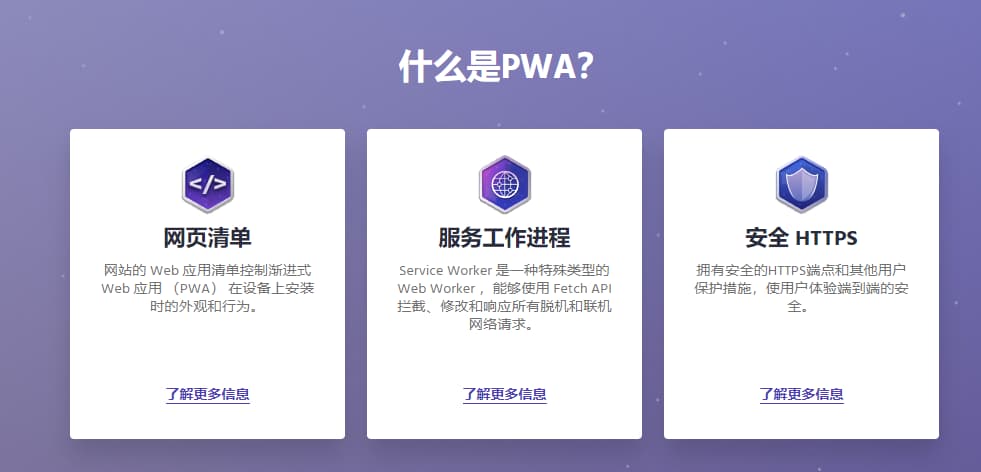 什么是PWA?
</>
网页清单
网站的 Web 应用清单控制渐进式
Web 应用 （PWA） 在设备上安装
时的外观和行为。
了解更多信息
服务工作进程
Service Worker 是一种特殊类型的
Web Worker ，能够使用 Fetch API
拦截、修改和响应所有脱机和联机
网络请求。
了解更多信息
安全 HTTPS
拥有安全的HTTPS端点和其他用户
保护措施，使用户体验端到端的安
全。
了解更多信息